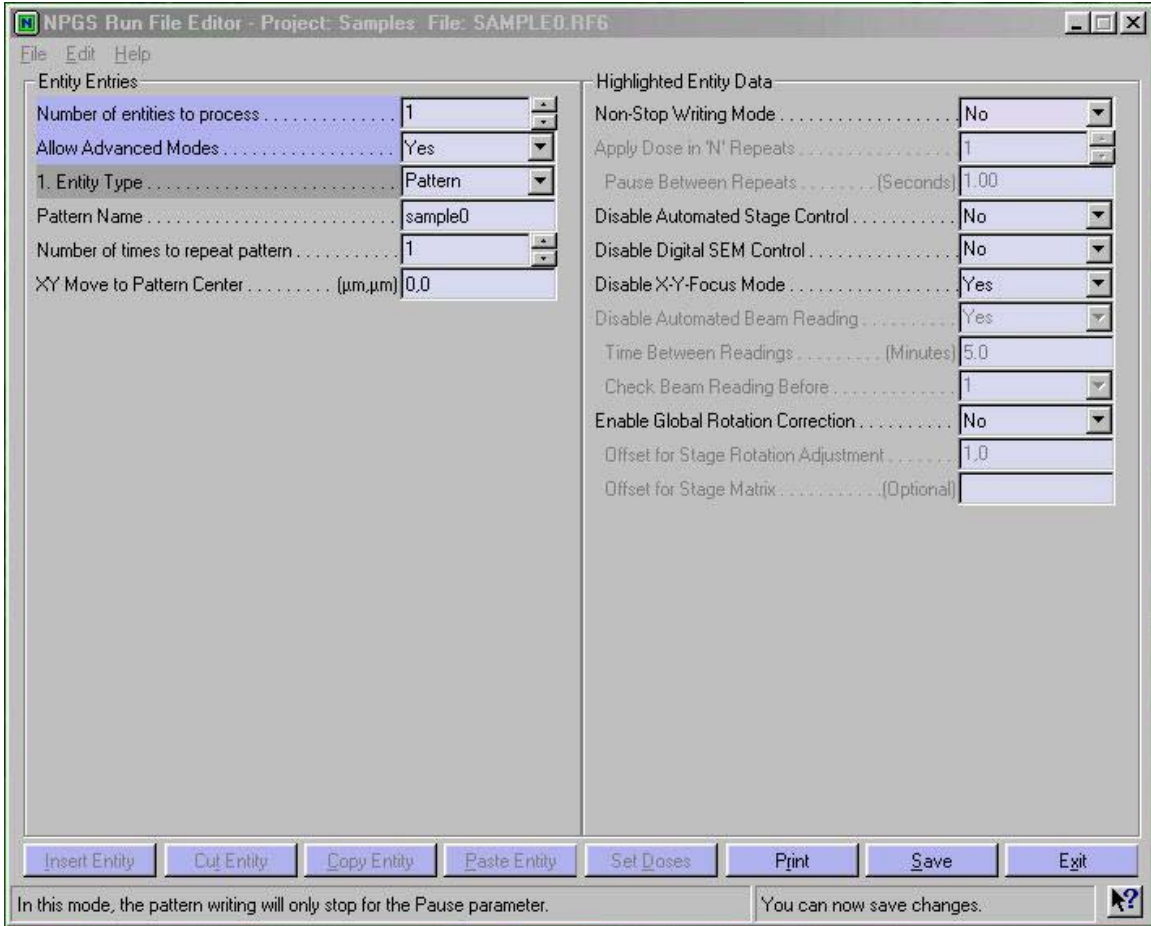 NPGS Run File Editor - Project: Samples File: SAMPLE0.RF6
File Edit Help
Entity Entries
Number of entities to process . . . . . . . . . . . . . . 1
Allow Advanced Modes . . . . . . . . . . . . . . . . . . Yes
1. Entity Type . . . . . . . . . . . . . . . . . . . . . . . . . . Pattern
Pattern Name . . . . . . . . . . . . . . . . . . . . . . . . . . sample0
Number of times to repeat pattern . . . . . . . . . . . 1
XY Move to Pattern Center . . . . . . . . . (µm,µm) 0,0
Highlighted Entity Data
Non-Stop Writing Mode . . . . . . . . . . . . . . . . . . . No
Apply Dose in 'N' Repeats . . . . . . . . . . . . . . . . . 1
Pause Between Repeats . . . . . . . . (Seconds) 1.00
Disable Automated Stage Control . . . . . . . . . . . No
Disable Digital SEM Control . . . . . . . . . . . . . . . . No
Disable X-Y-Focus Mode . . . . . . . . . . . . . . . . . . Yes
Disable Automated Beam Reading . . . . . . . . . . Yes
Time Between Readings . . . . . . . . . (Minutes) 5.0
Check Beam Reading Before . . . . . . . . . . . . . 1
Enable Global Rotation Correction . . . . . . . . . . No
Offset for Stage Rotation Adjustment . . . . . . . 1,0
Offset for Stage Matrix . . . . . . . . . . . (Optional)
Insert Entity Cut Entity Copy Entity Paste Entity Set Doses Print Save Exit
In this mode, the pattern writing will only stop for the Pause parameter. You can now save changes.